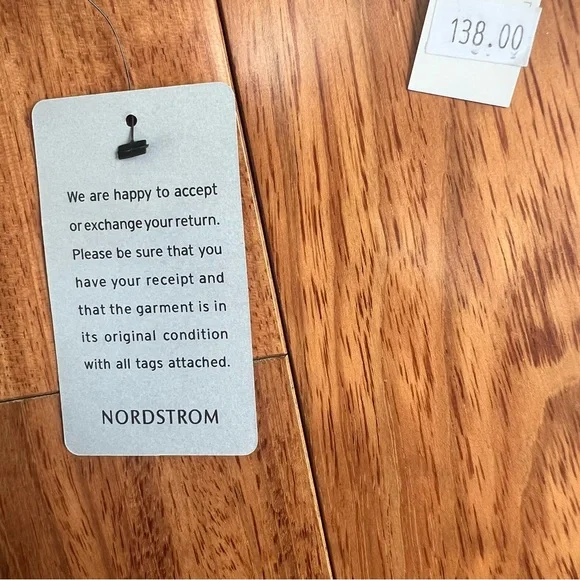 138.00
We are happy to accept
or exchange your return.
Please be sure that you
have your receipt and
that the garment is in
its original condition
with all tags attached.
NORDSTROM